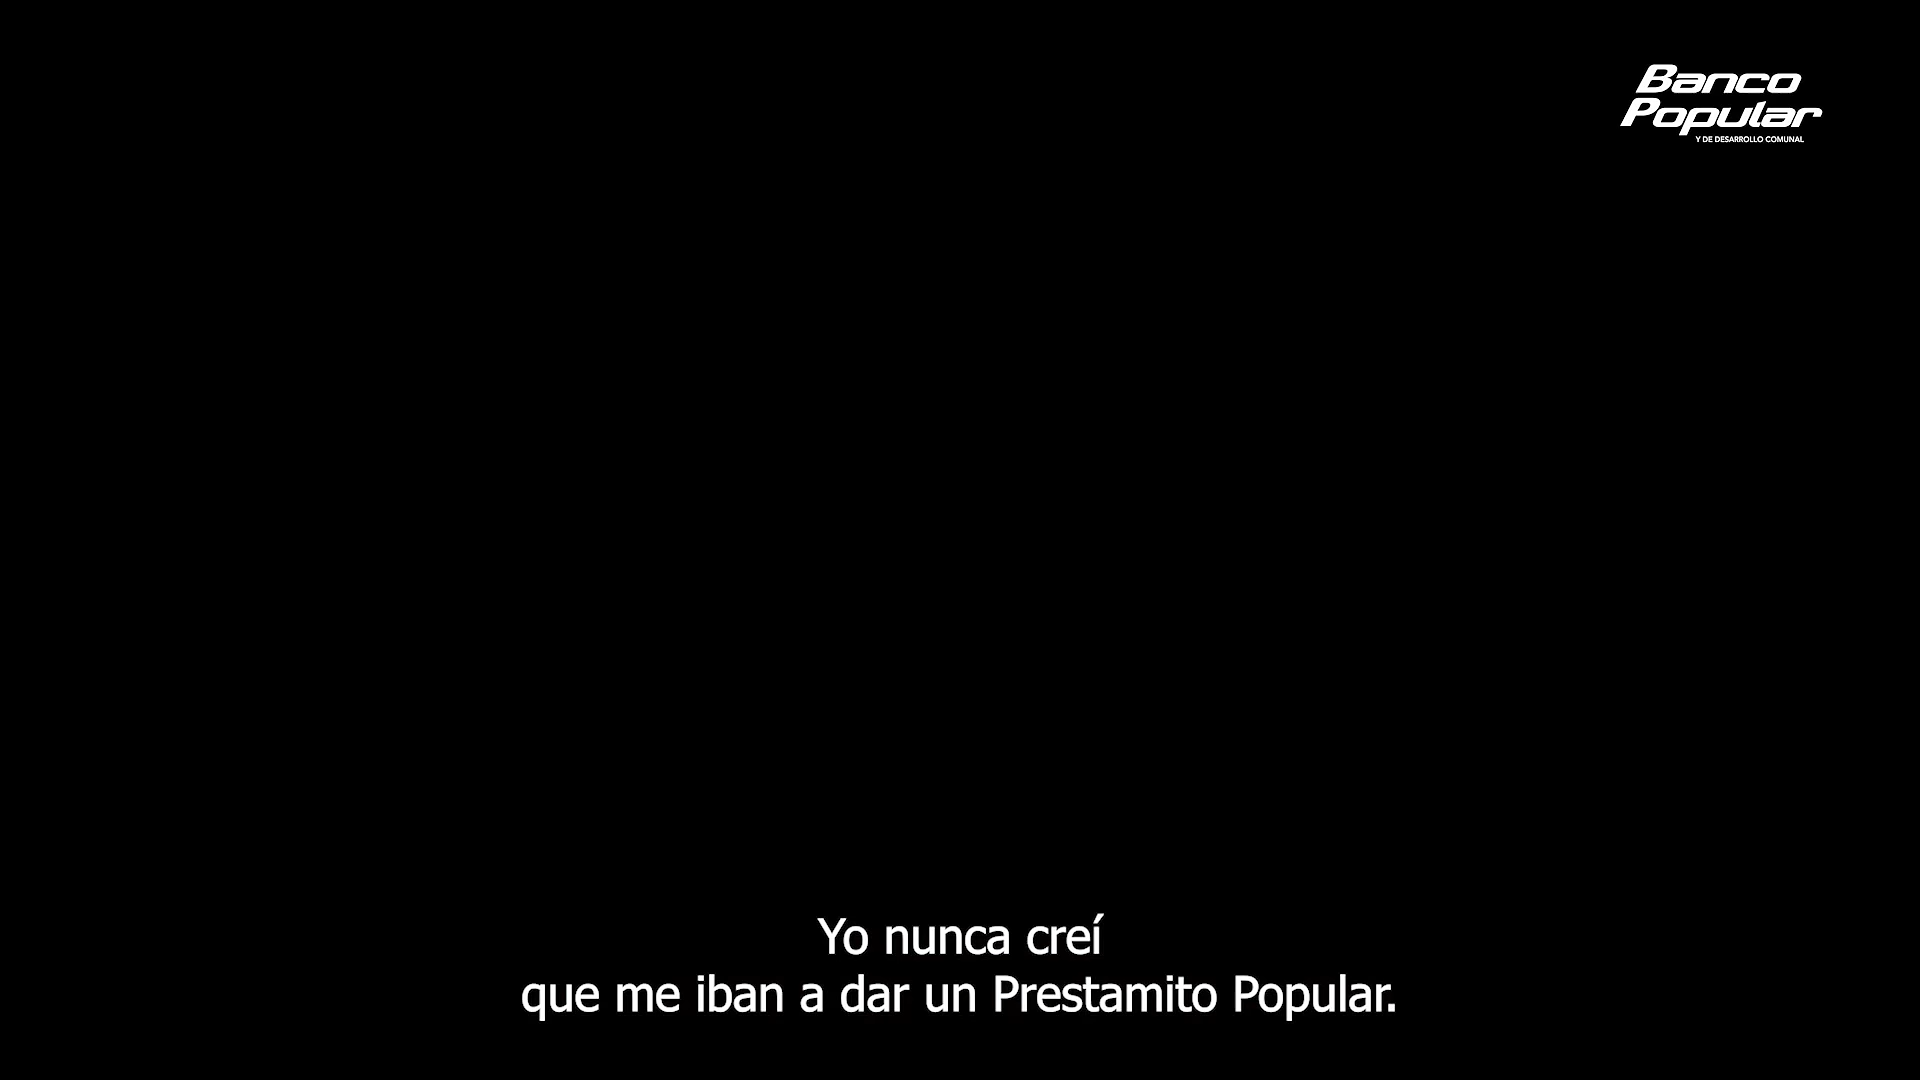 Banco
Popular
Y DE DESARROLLO COMUNAL
Yo nunca creí
que me iban a dar un Prestamito Popular.